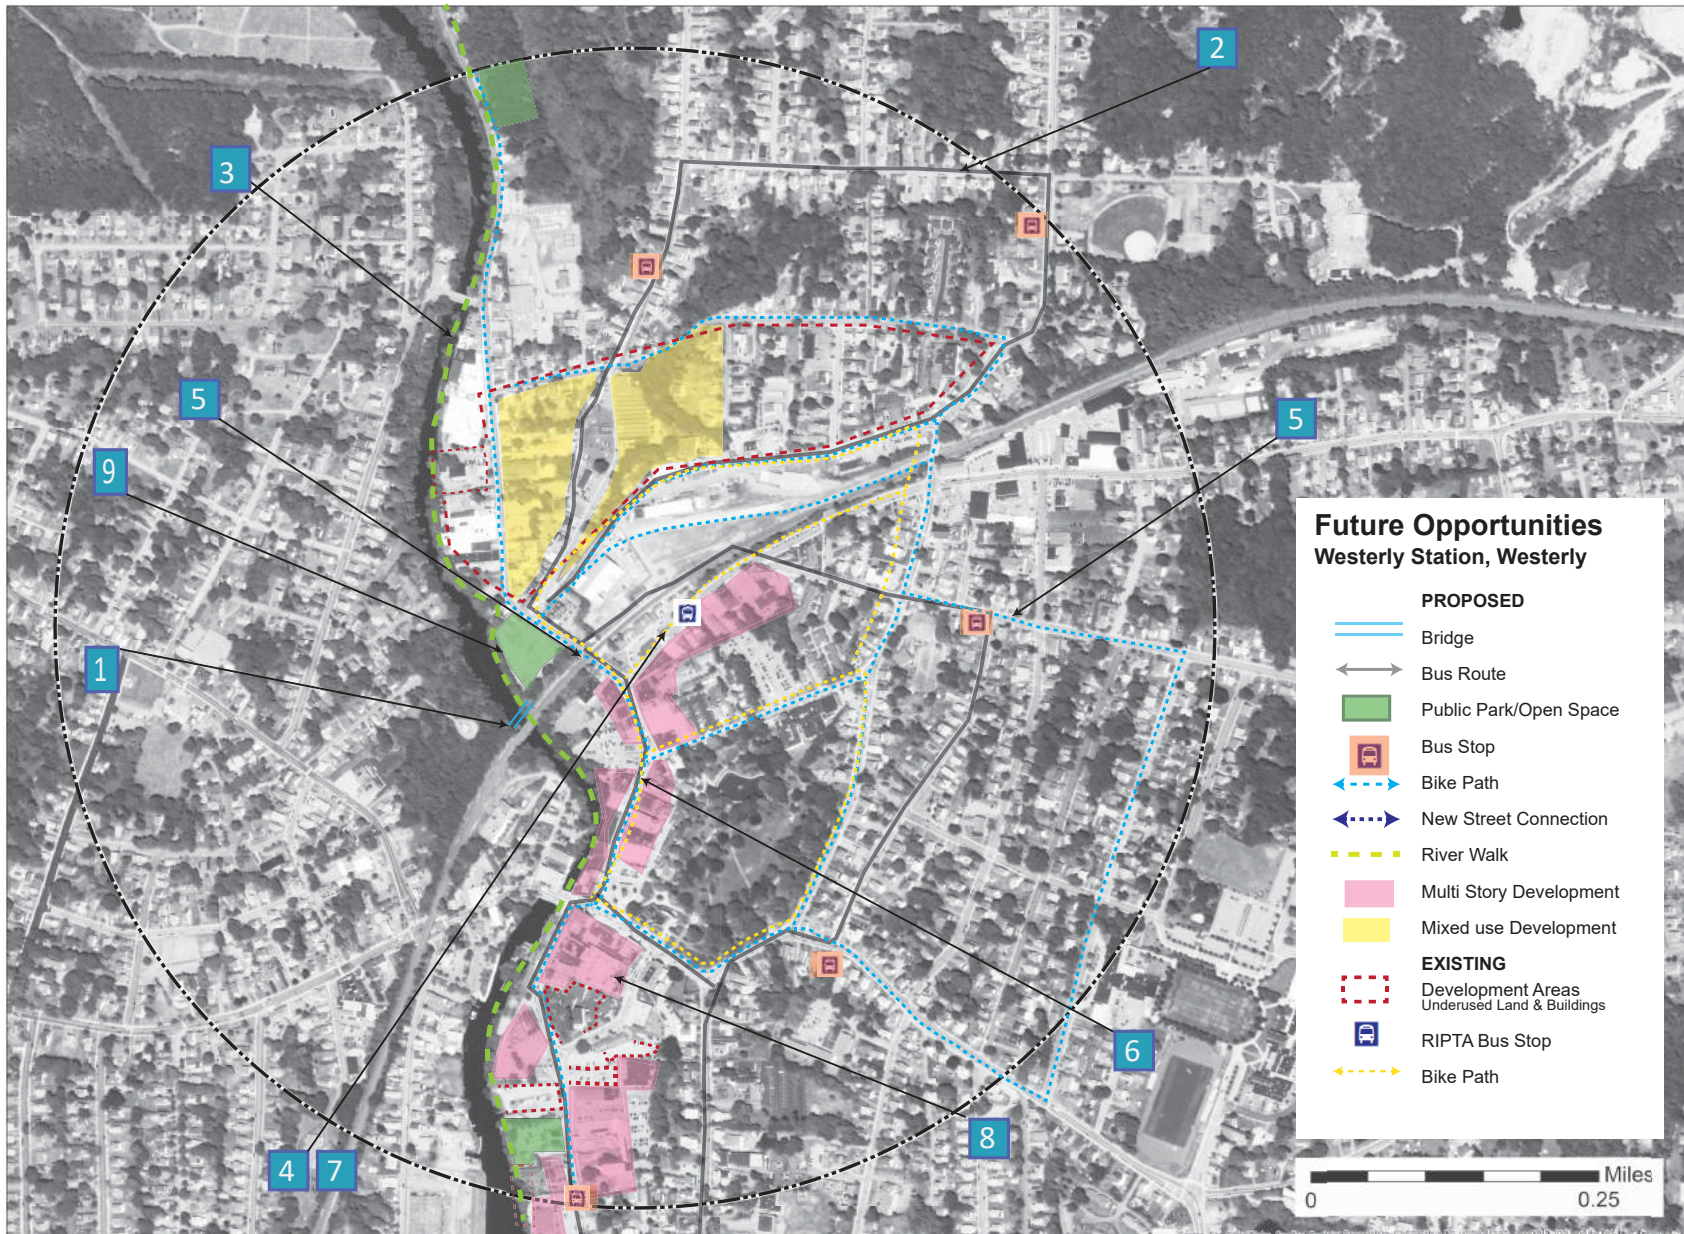 2
3
5
5
9
1
Future Opportunities
Westerly Station, Westerly
PROPOSED
Bridge
Bus Route
Public Park/Open Space
Bus Stop
Bike Path
New Street Connection
River Walk
Multi Story Development
Mixed use Development
EXISTING
Development Areas
Underused Land & Buildings
RIPTA Bus Stop
Bike Path
6
8
4 7
Miles
0 0.25